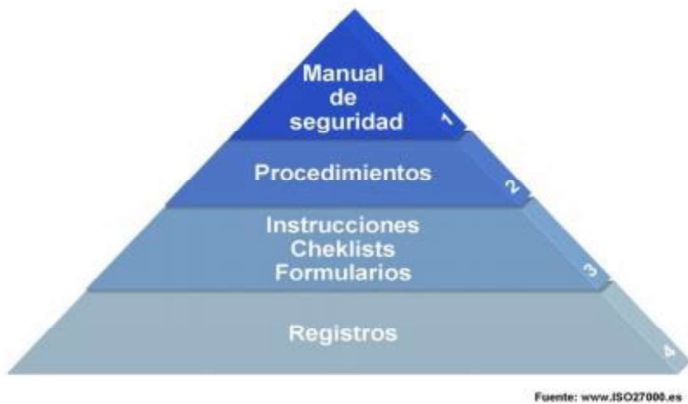 Manual
de
seguridad
1
Procedimientos
2
Instrucciones
Cheklists
Formularios
3
Registros
4
Fuente: www.ISO27000.es